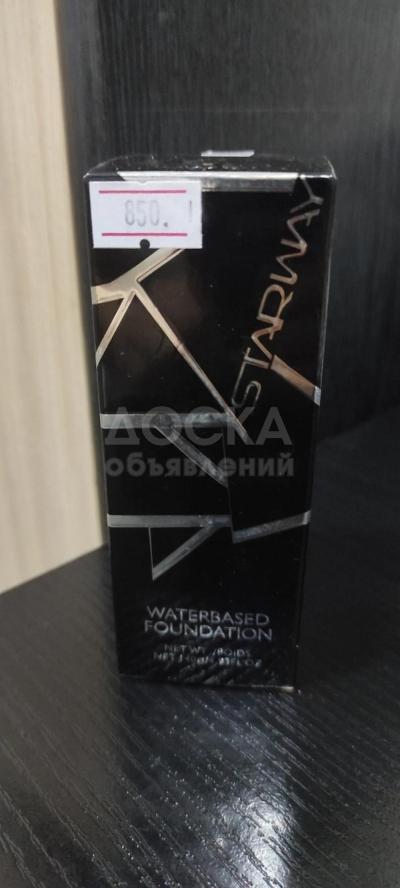 850.
STARWAY
ДОСКА
объявлений
WATERBASED
FOUNDATION